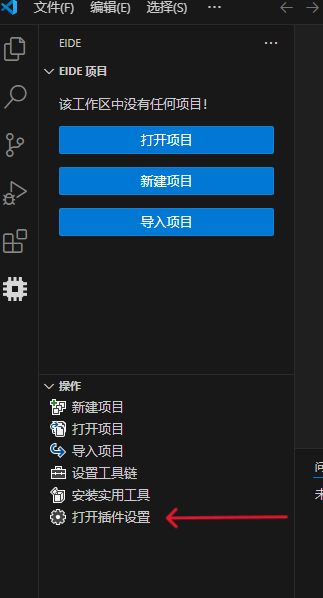 文件(F) 编辑(E) 选择(S) ···
EIDE ···
EIDE 项目
该工作区中没有任何项目!
打开项目
新建项目
导入项目
操作
新建项目
打开项目
导入项目
设置工具链
安装实用工具
打开插件设置